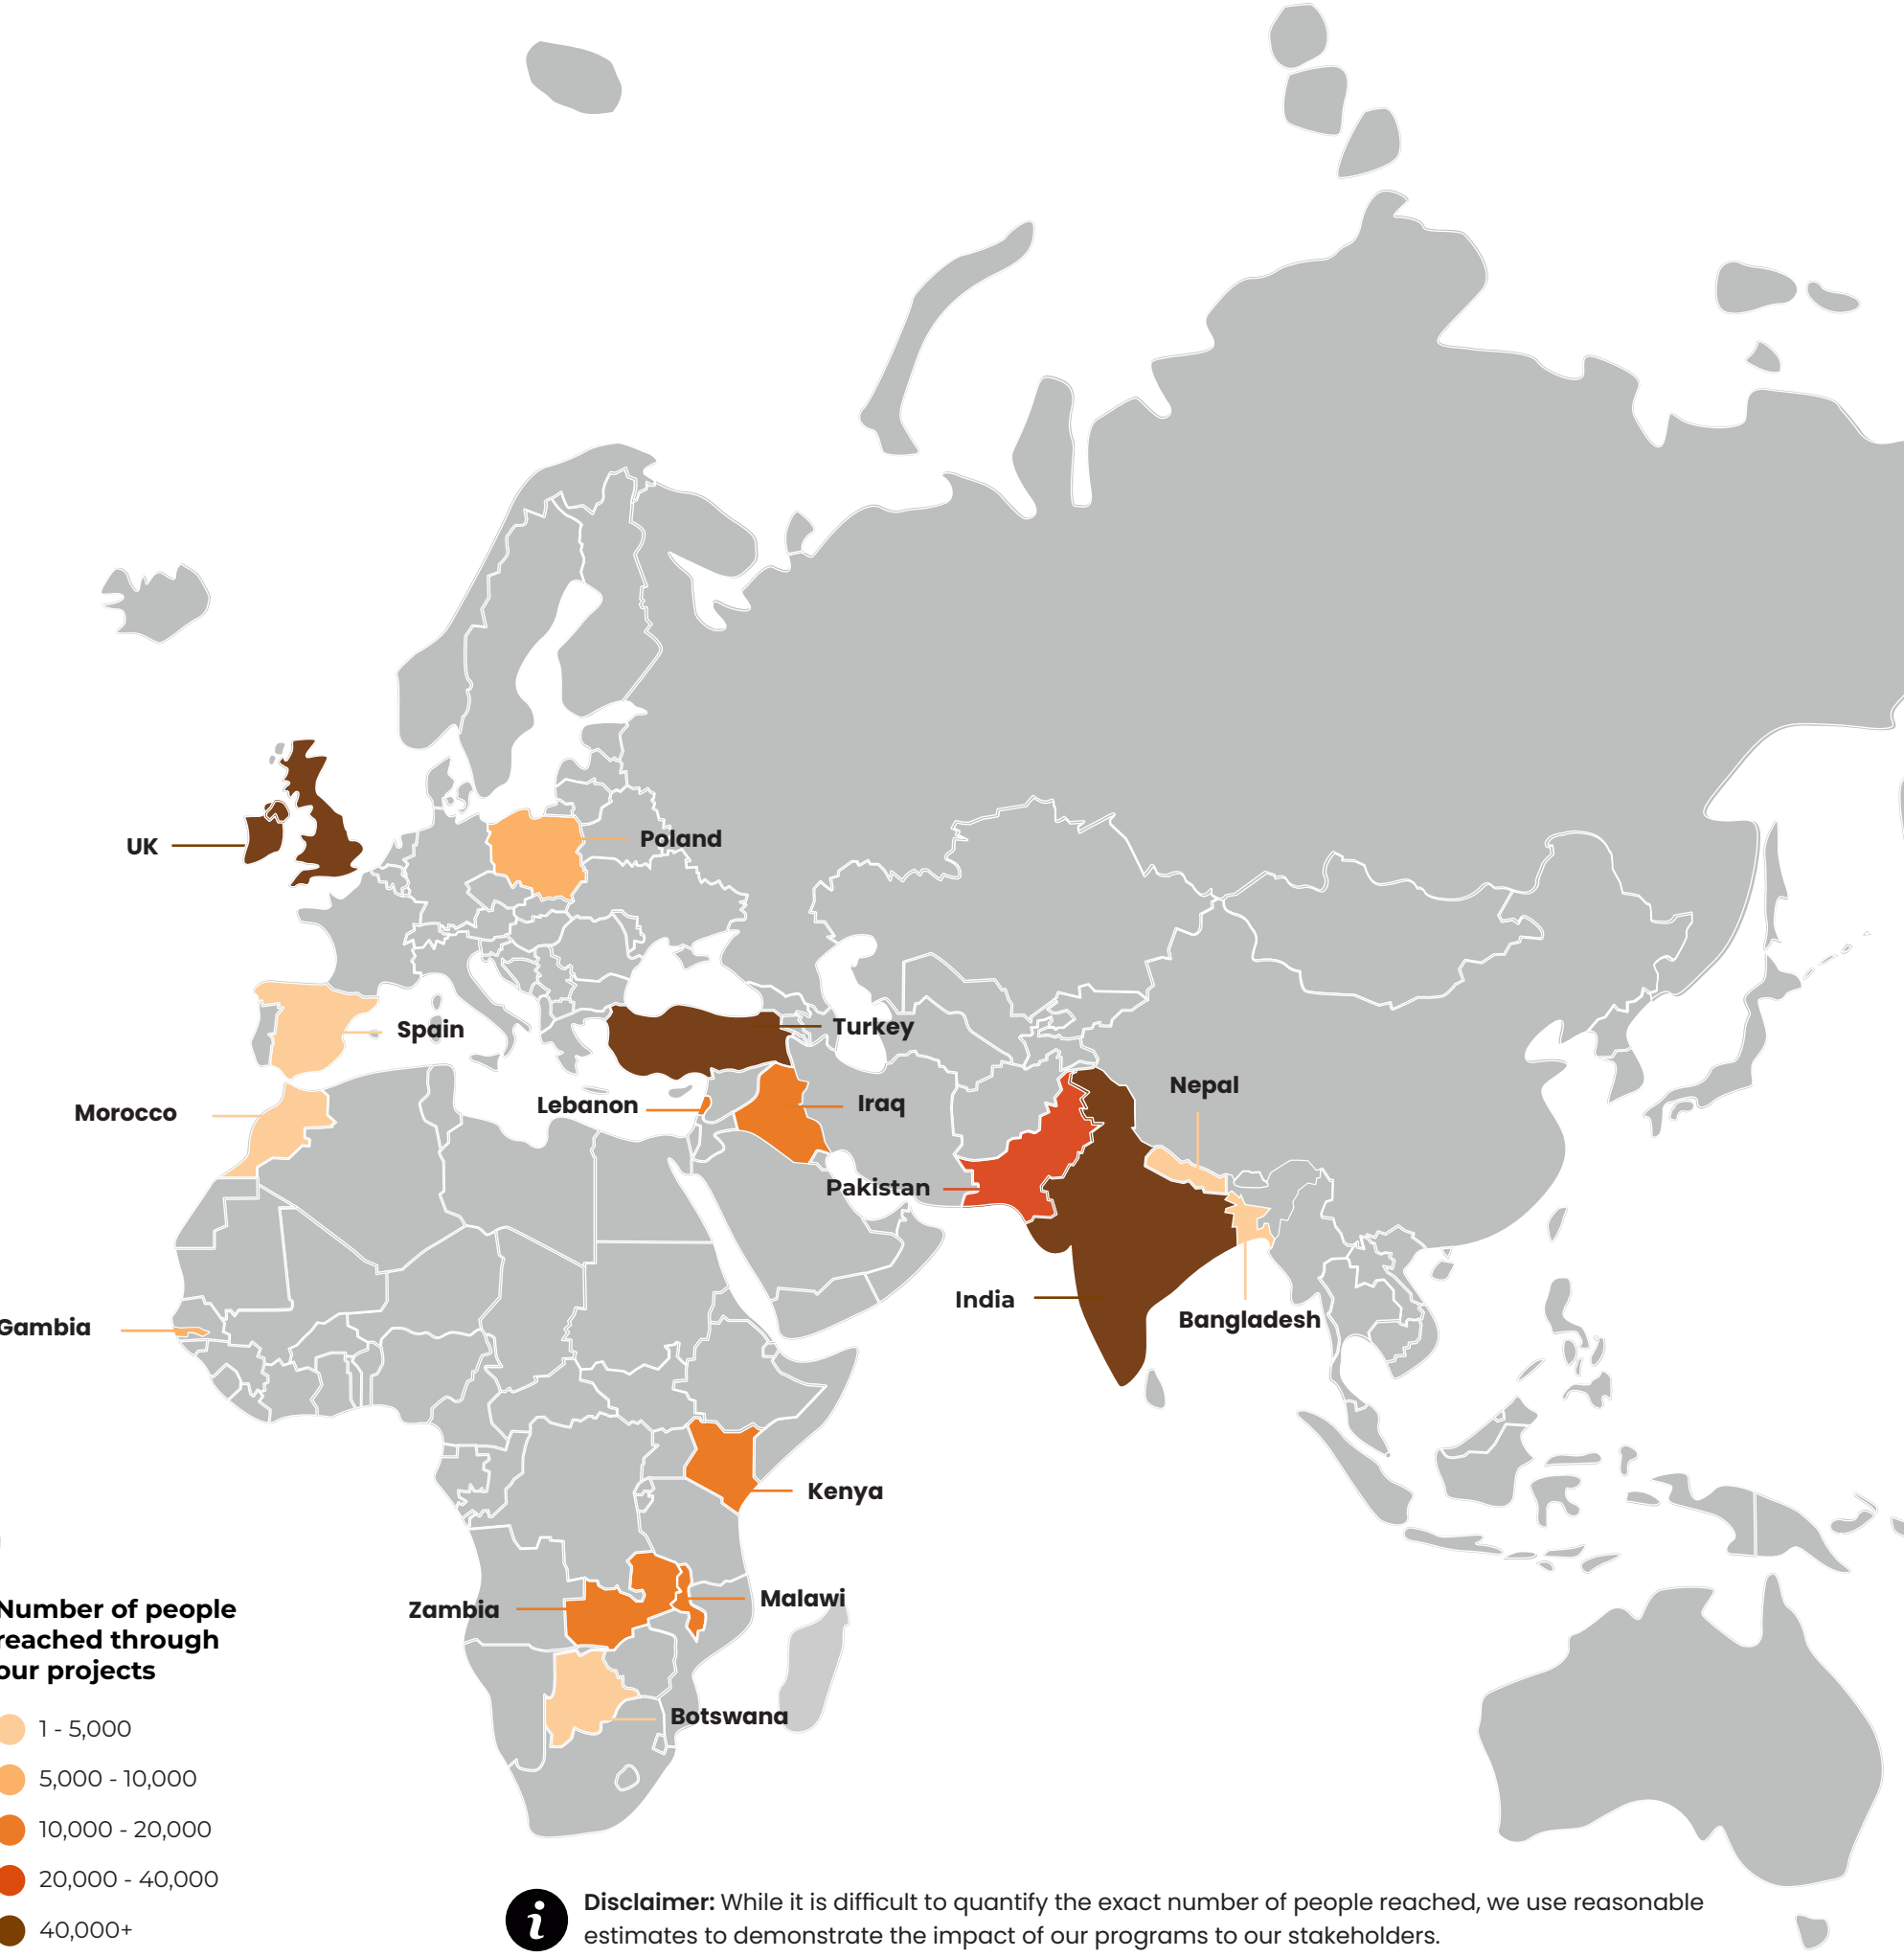 UK
Poland
Spain
Turkey
Nepal
Morocco
Lebanon
Iraq
Pakistan
India
Bangladesh
Gambia
Kenya
Malawi
Zambia
Botswana
Number of people
reached through
our projects
1 - 5,000
5,000 - 10,000
10,000 - 20,000
20,000 - 40,000
40,000+
i
Disclaimer: While it is difficult to quantify the exact number of people reached, we use reasonable
estimates to demonstrate the impact of our programs to our stakeholders.